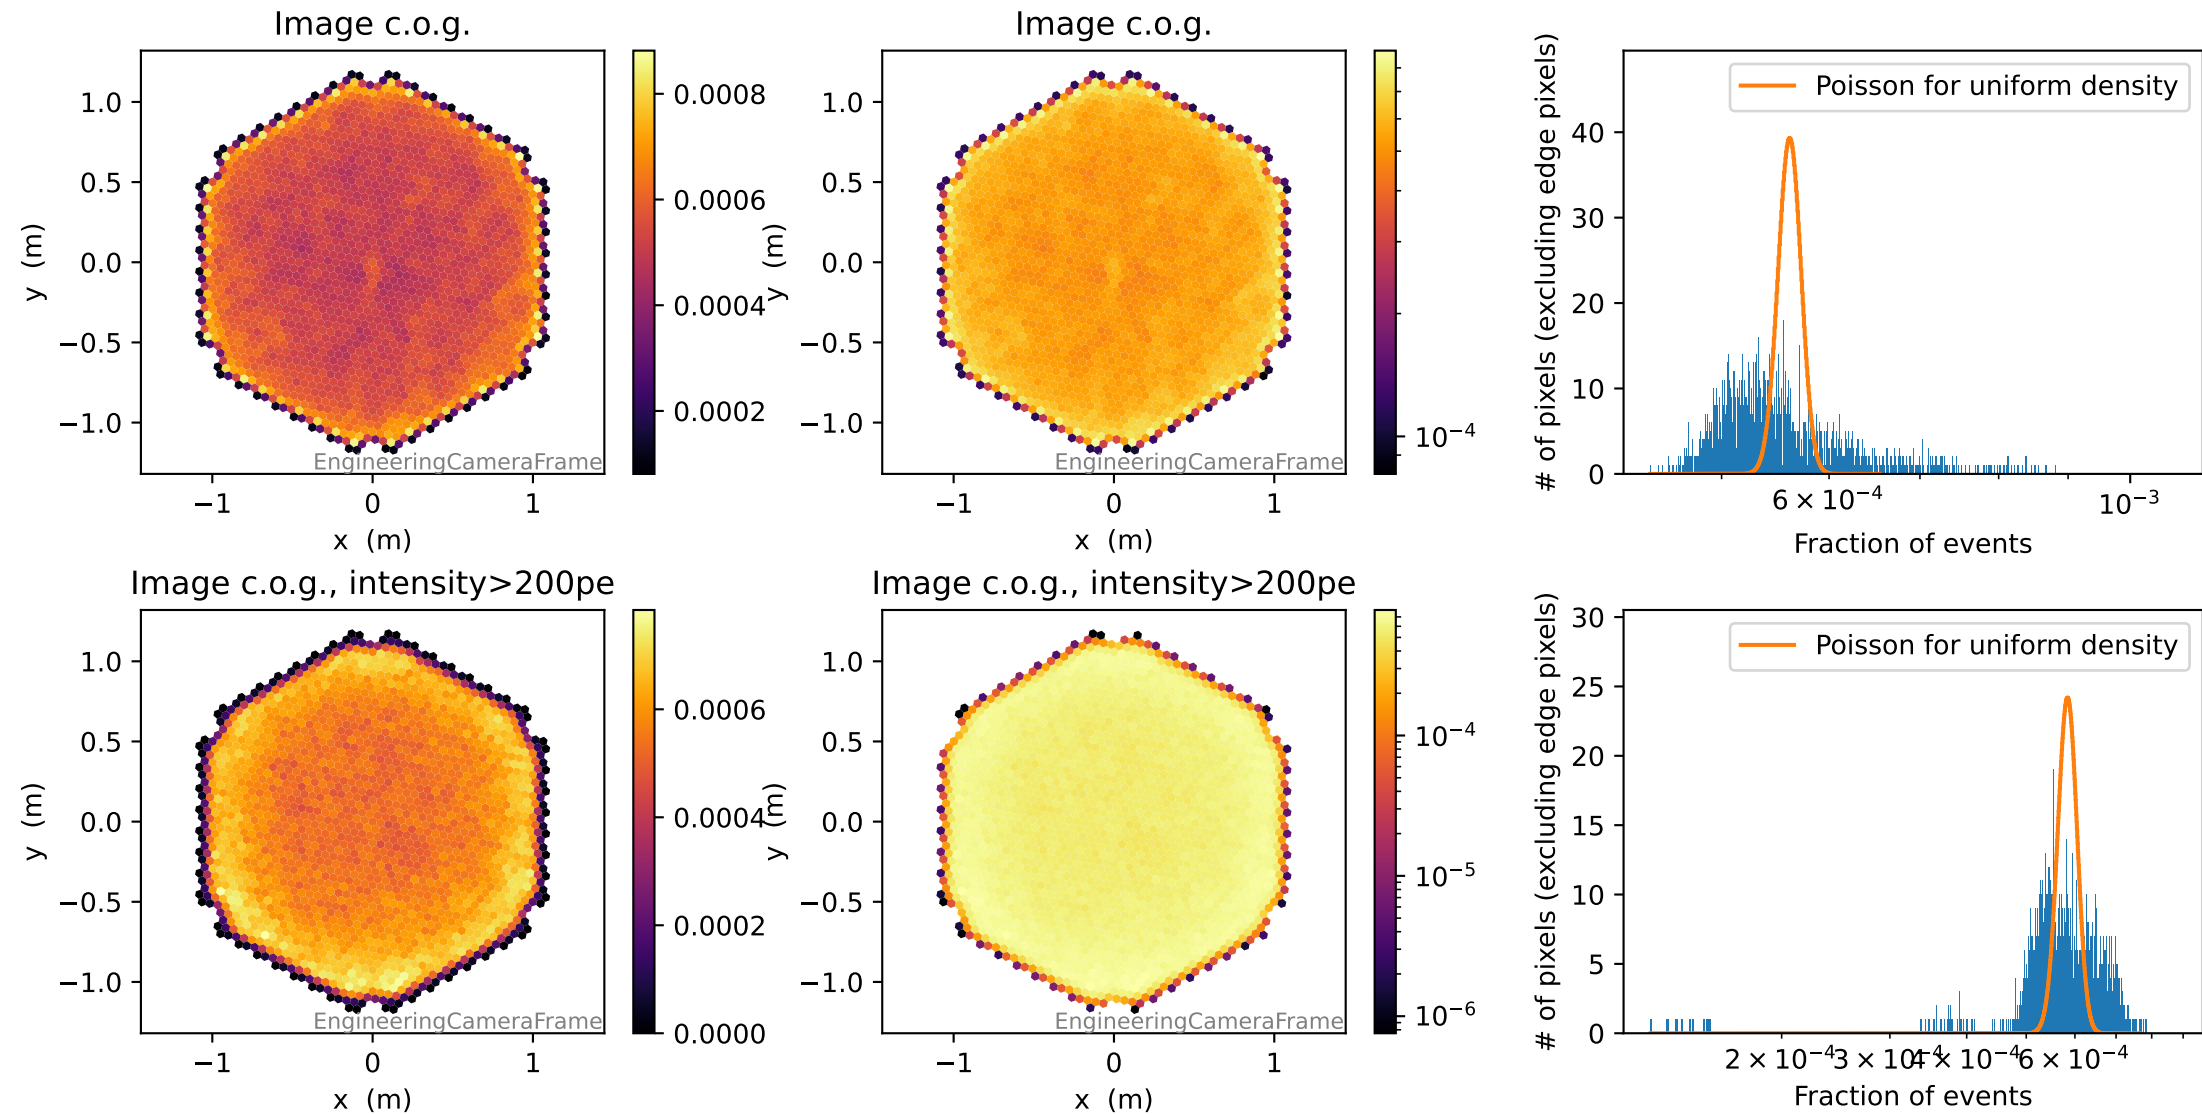 Image c.o.g.
1.0
0.5
0.0
−0.5
−1.0
y (m)
−1 0 1
x (m)
EngineeringCameraFrame
0.0008
0.0006
0.0004
0.0002
Image c.o.g.
1.0
0.5
0.0
−0.5
−1.0
y (m)
−1 0 1
x (m)
EngineeringCameraFrame
10⁻⁴
# of pixels (excluding edge pixels)
40
30
20
10
0
Poisson for uniform density
6 × 10⁻⁴ 10⁻³
Fraction of events
Image c.o.g., intensity>200pe
1.0
0.5
0.0
−0.5
−1.0
y (m)
−1 0 1
x (m)
EngineeringCameraFrame
0.0006
0.0004
0.0002
0.0000
Image c.o.g., intensity>200pe
1.0
0.5
0.0
−0.5
−1.0
y (m)
−1 0 1
x (m)
EngineeringCameraFrame
10⁻⁴
10⁻⁵
10⁻⁶
# of pixels (excluding edge pixels)
30
25
20
15
10
5
0
Poisson for uniform density
2 × 10⁻⁴ 3 × 10⁻⁴ 4 × 10⁻⁴ 6 × 10⁻⁴
Fraction of events